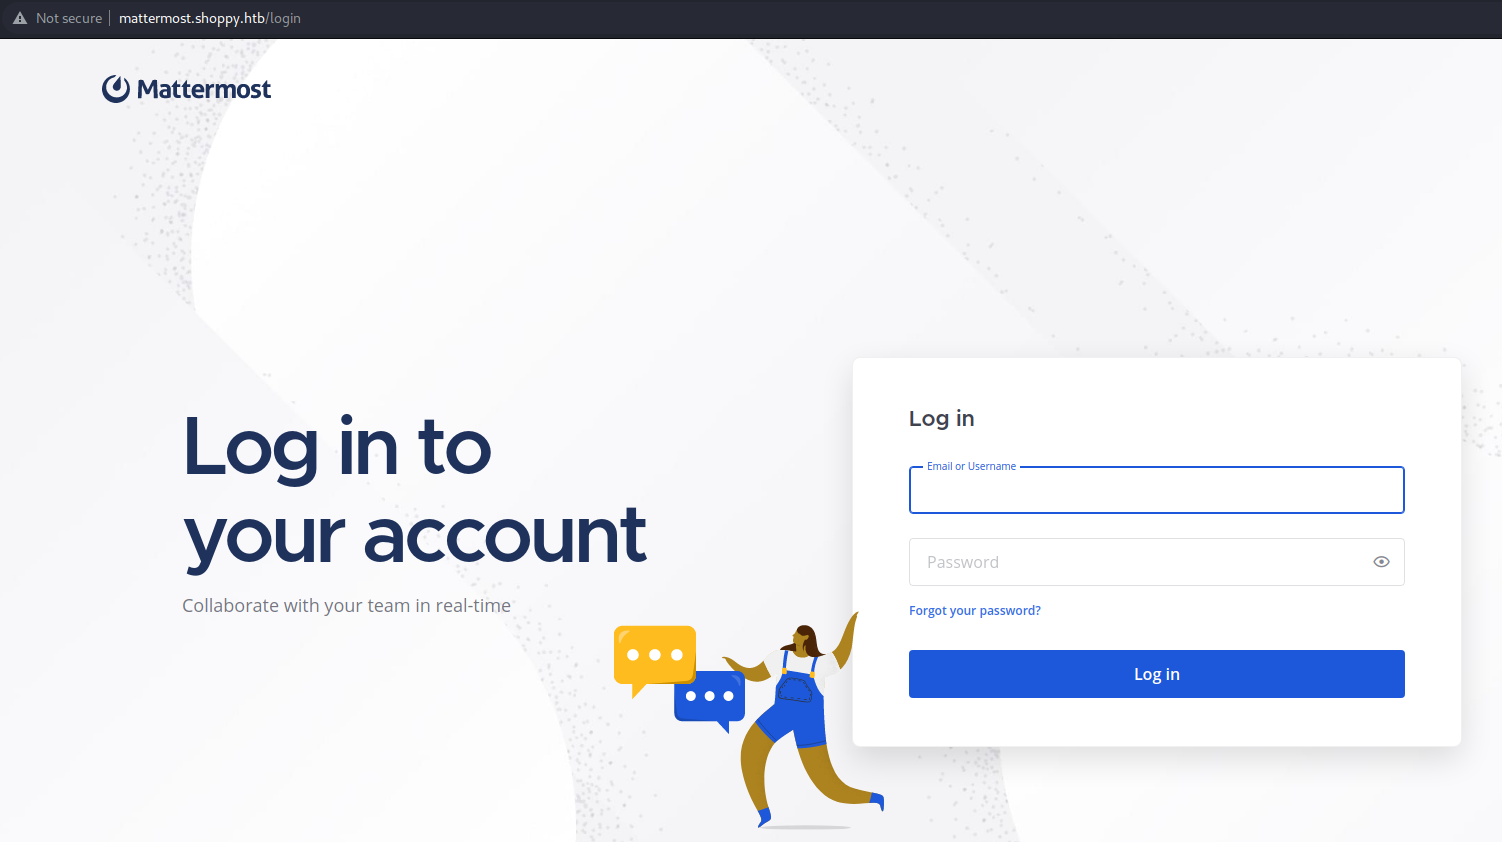 Not secure mattermost.shoppy.htb/login
Mattermost
Log in to
your account
Collaborate with your team in real-time
Log in
Email or Username
Password
Forgot your password?
Log in